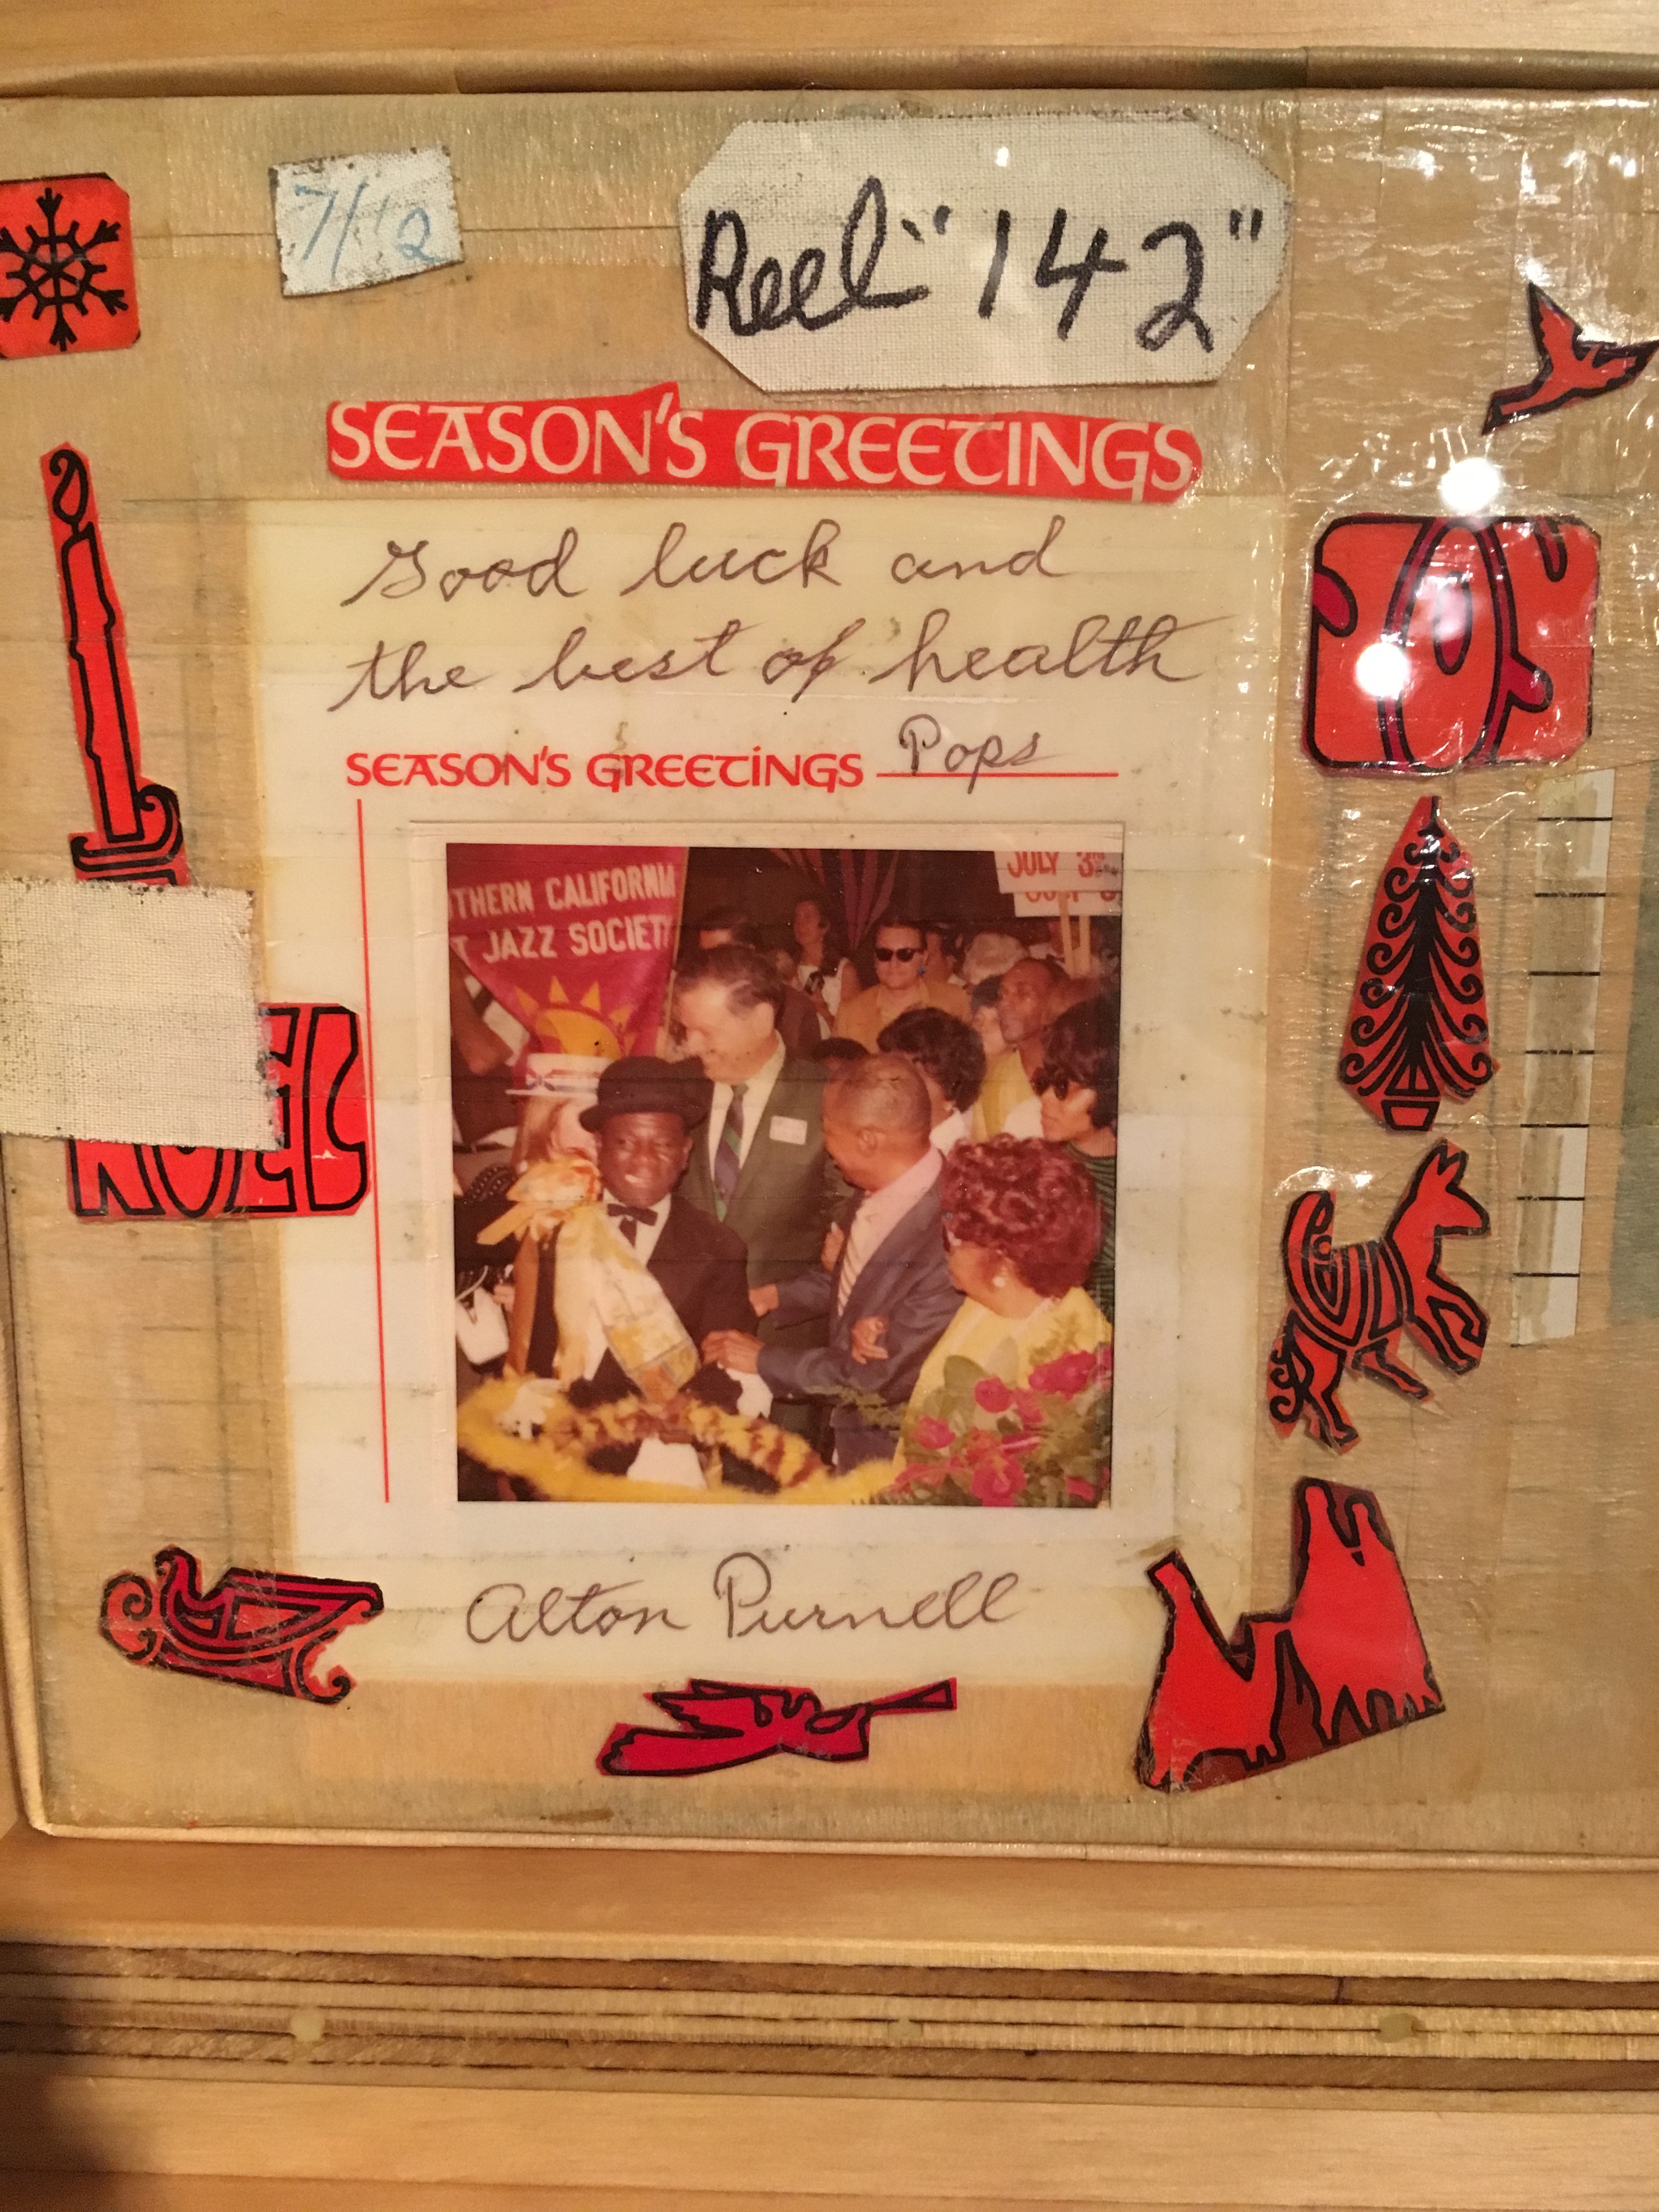 7/12
Reel "142"
SEASON'S GREETINGS
Good luck and
the best of health
Pops
SEASON'S GREETINGS
THERN CALIFORNIA
T JAZZ SOCIETY
JULY 3
NOEL
Alton Purnell